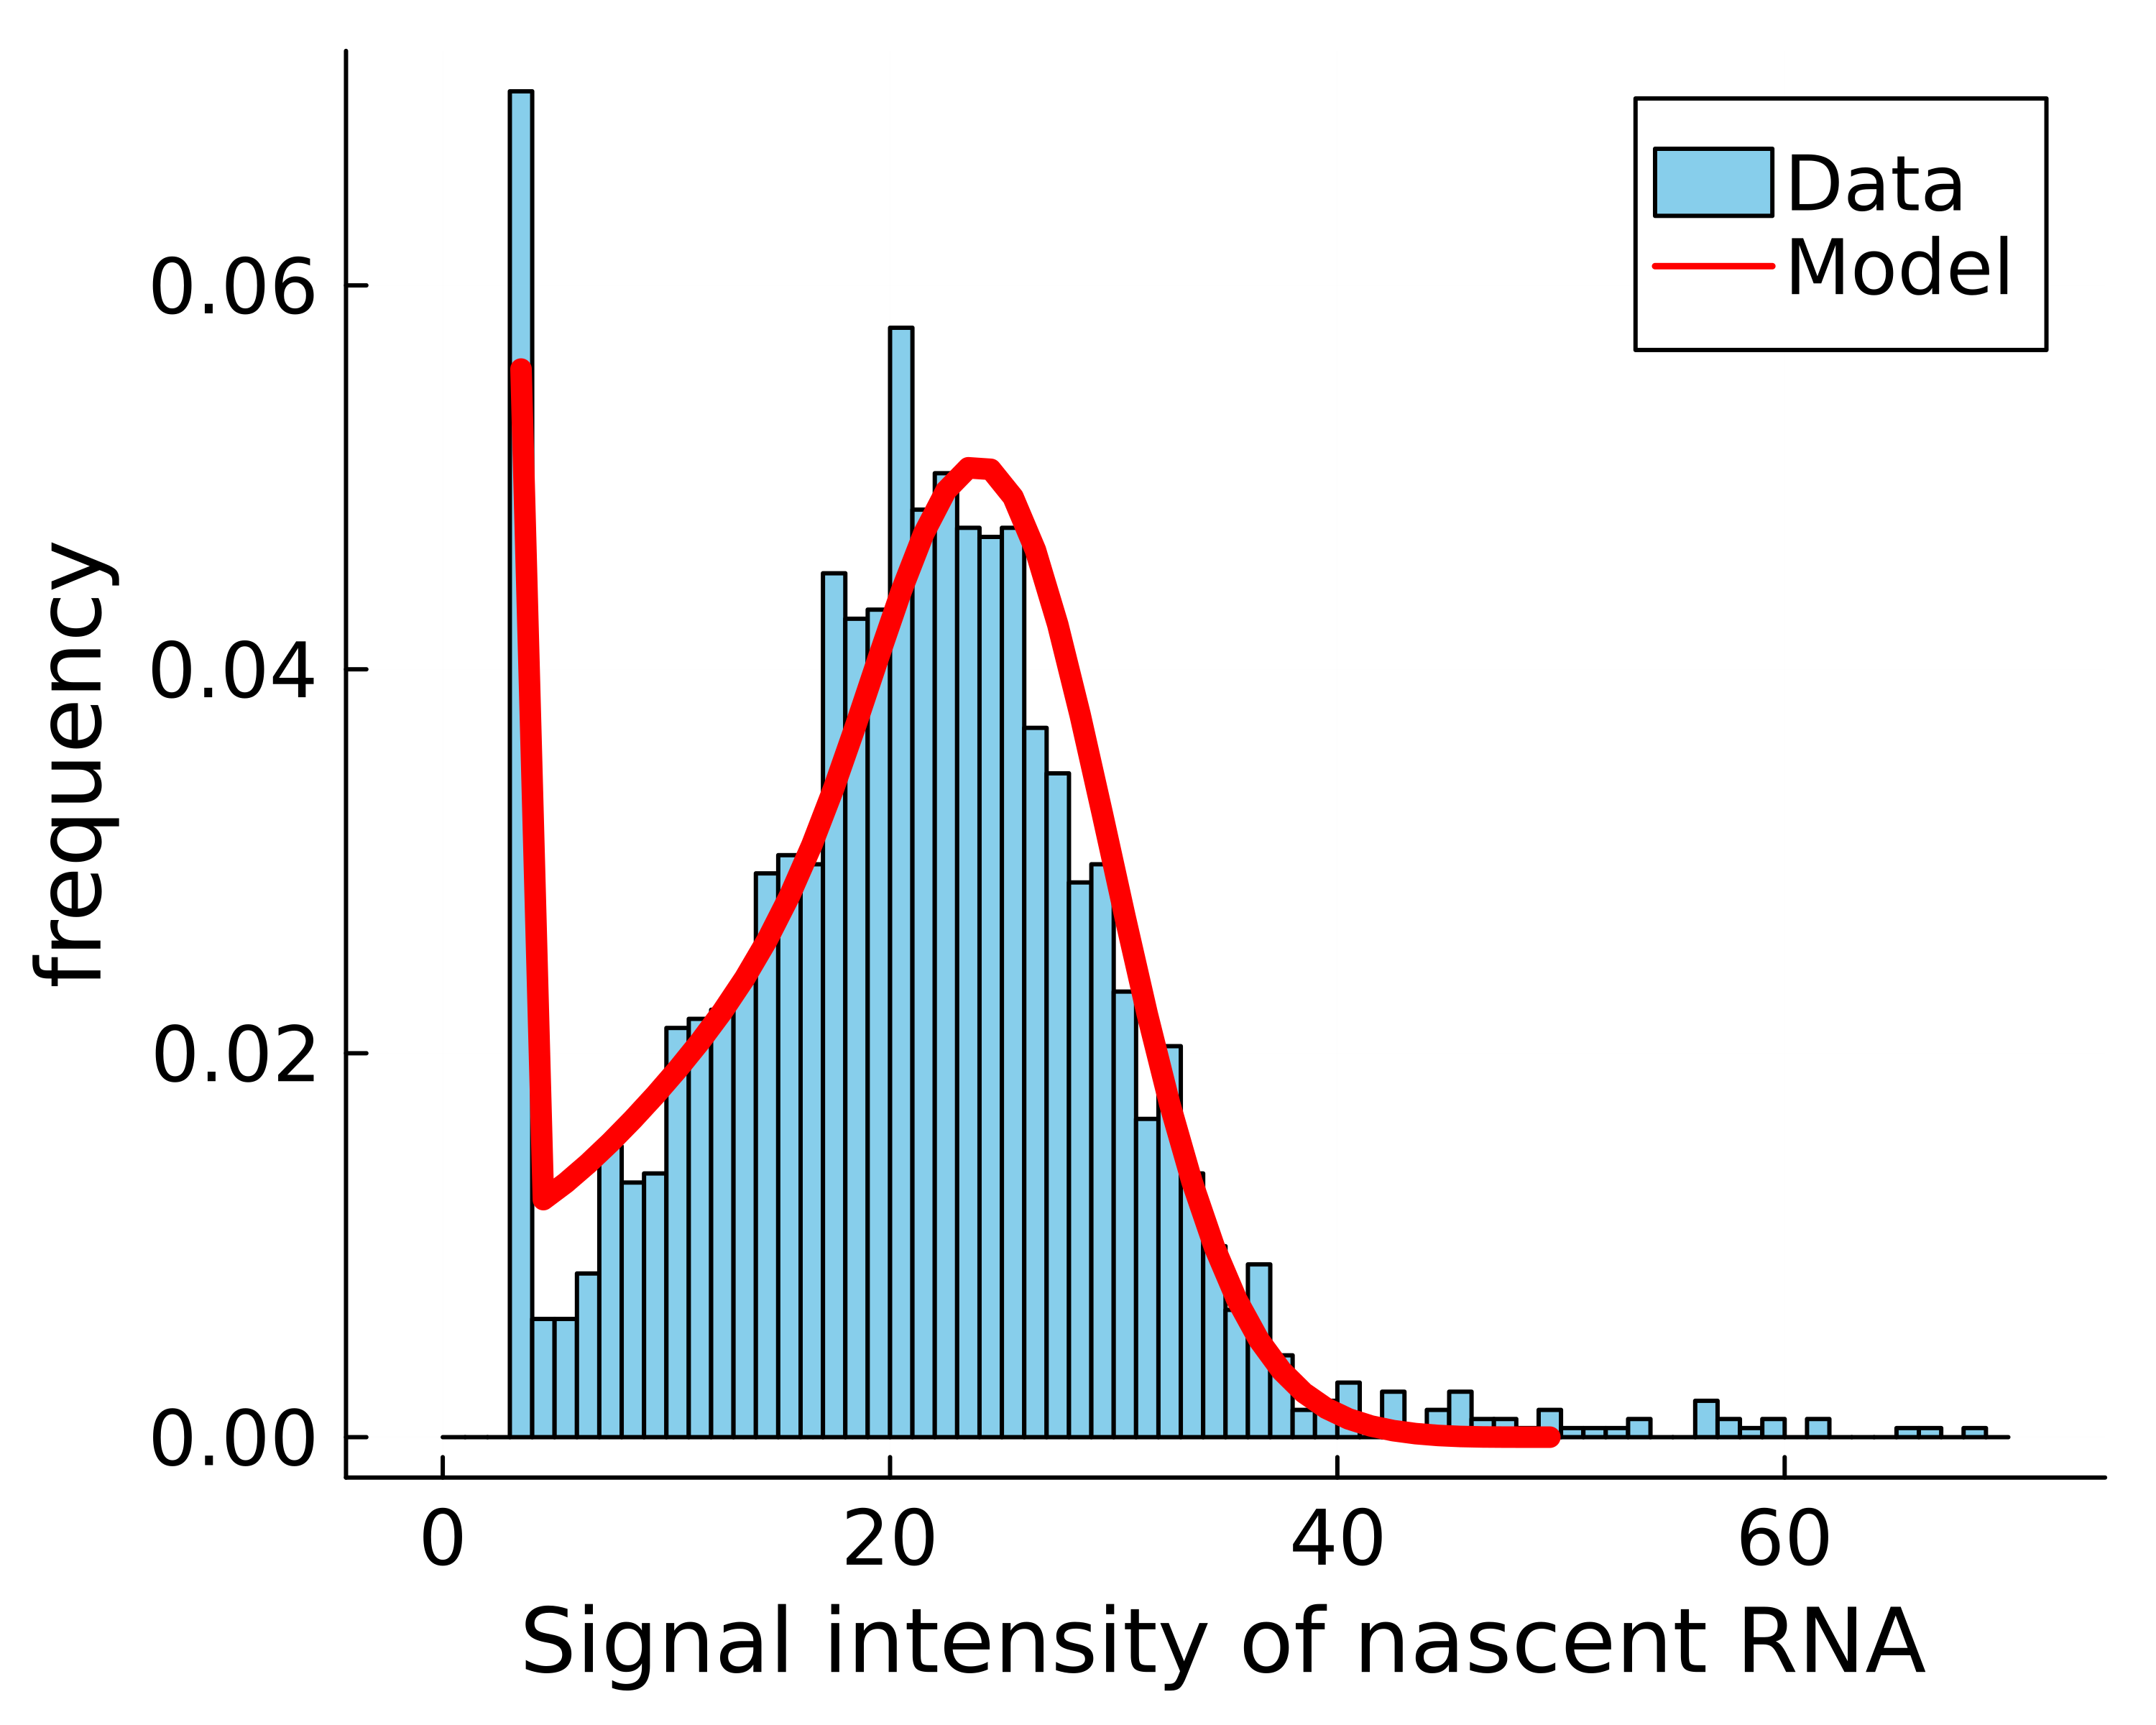 Data
Model
frequency
0.06
0.04
0.02
0.00
0 20 40 60
Signal intensity of nascent RNA